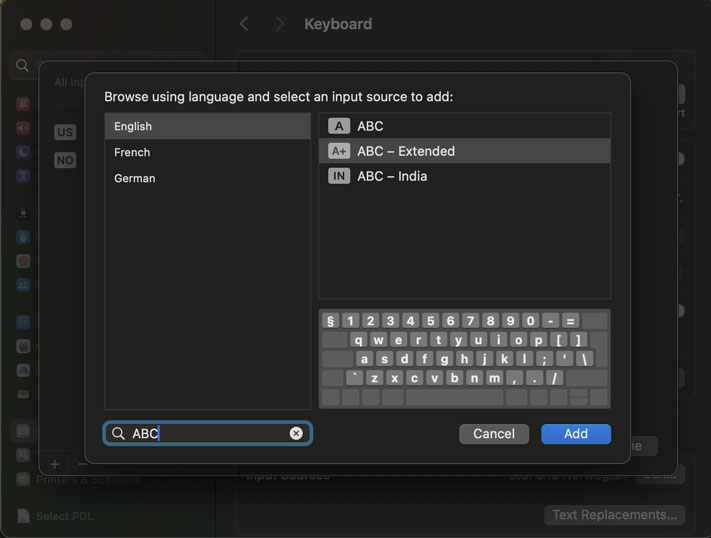 Keyboard
All Inp
Browse using language and select an input source to add:
English
French
German
A ABC
A+ ABC – Extended
IN ABC – India
US
NO
§ 1 2 3 4 5 6 7 8 9 0 - =
q w e r t y u i o p [ ]
a s d f g h j k l ; ' \
` z x c v b n m , . /
ABC
Cancel
Add
+ −
Printers & Scanners
Input Sources
U.S. and Norwegian
Select PDL
Text Replacements...